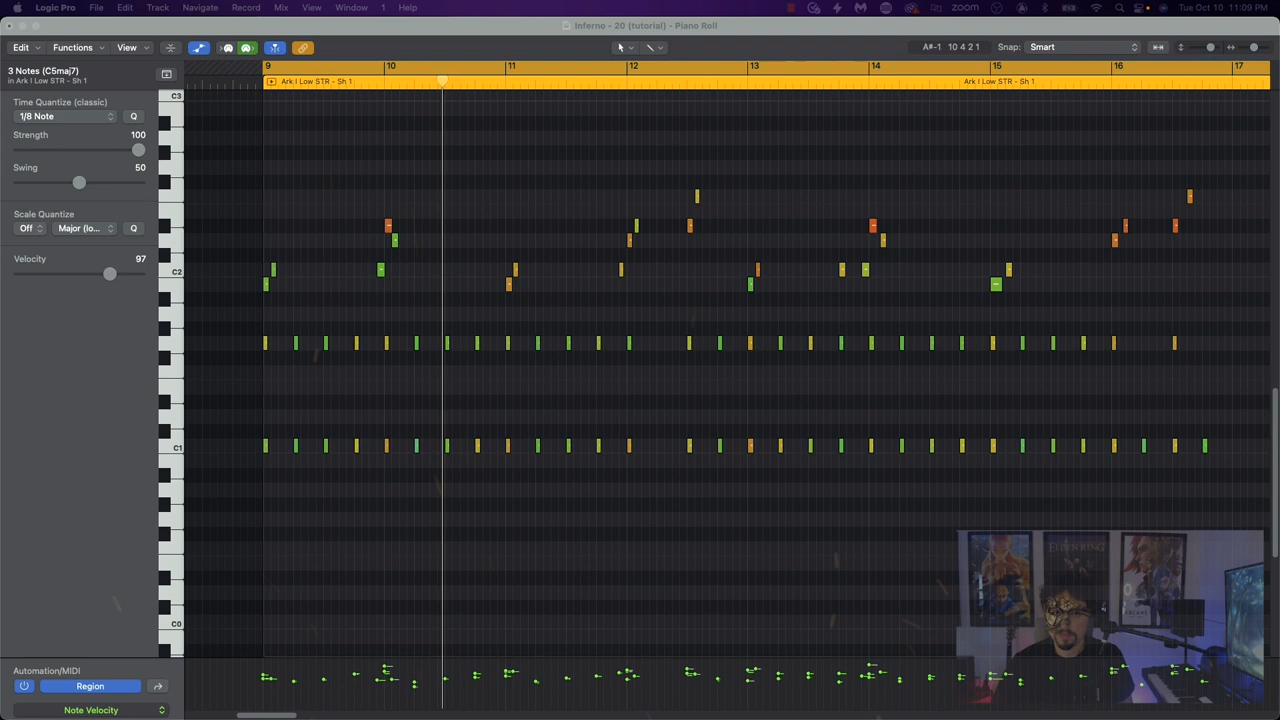 Logic Pro File Edit Track Navigate Record Mix View Window 1 Help zoom Tue Oct 10 11:09 PM
Inferno - 20 (tutorial) - Piano Roll
Edit Functions View A#-1 10 4 2 1 Snap: Smart
9 10 11 12 13 14 15 16 17
3 Notes (C5maj7)
in Ark I Low STR - Sh 1
Ark I Low STR - Sh 1 Ark I Low STR - Sh 1
C3
Time Quantize (classic)
1/8 Note Q
Strength 100
Swing 50
Scale Quantize
Off Major (lo... Q
Velocity 97
C2
C1
C0
ELDEN RING
ARCANE
Automation/MIDI
Region
Note Velocity